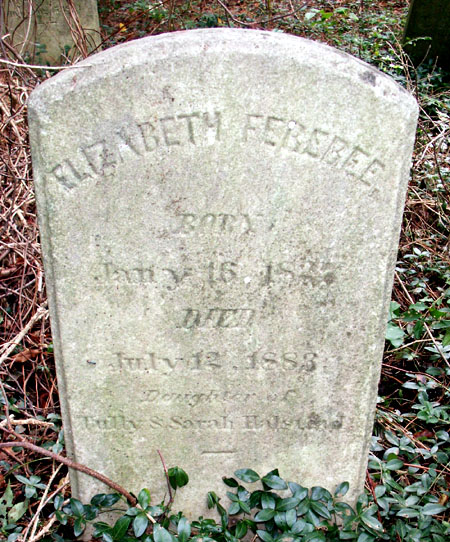 ELIZABETH FEREBEE,
BORN
Jan'y. 16. 
DIED
July 12. 1883.
Daughter of
Tully & Sarah Halstead